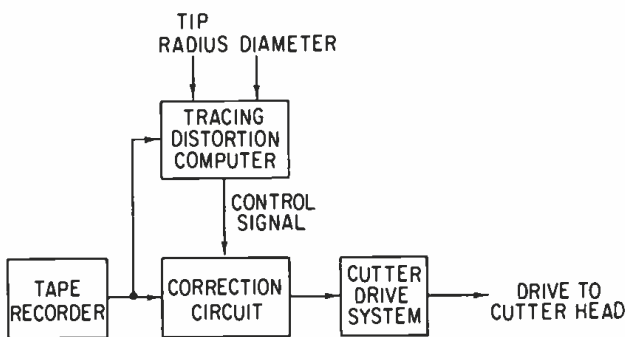 TIP
RADIUS DIAMETER
TRACING
DISTORTION
COMPUTER
CONTROL
SIGNAL
TAPE
RECORDER
CORRECTION
CIRCUIT
CUTTER
DRIVE
SYSTEM
DRIVE TO
CUTTER HEAD